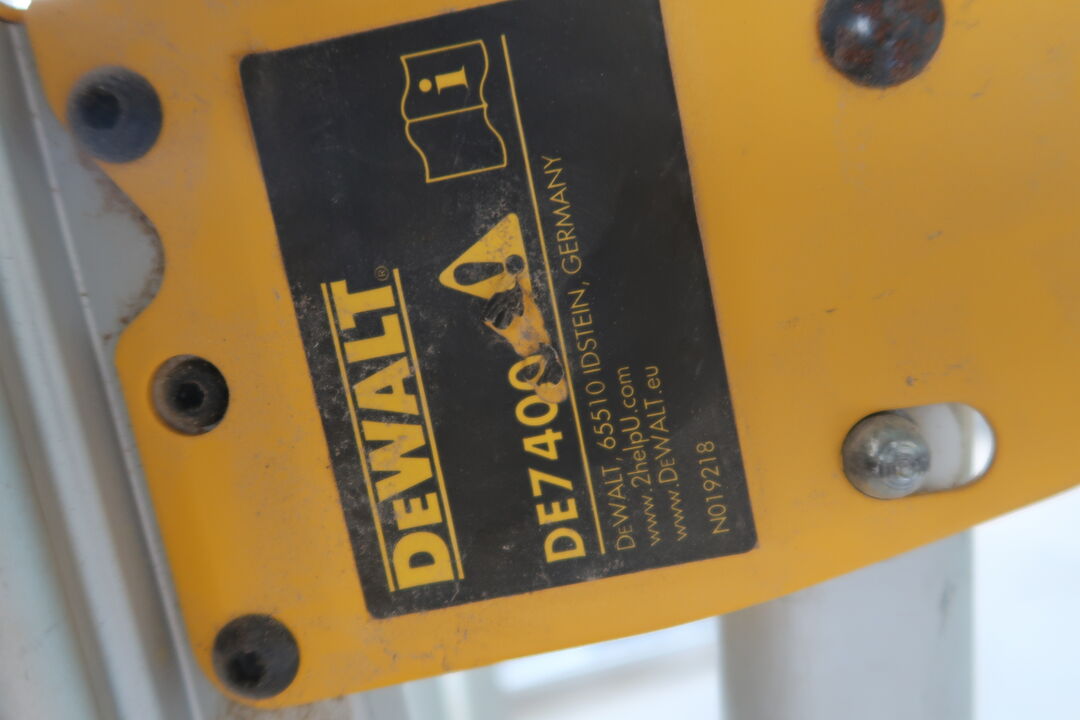 DEWALT®
DE7400
DEWALT, 65510 IDSTEIN, GERMANY
www.2helpU.com
www.DEWALT.eu
N019218